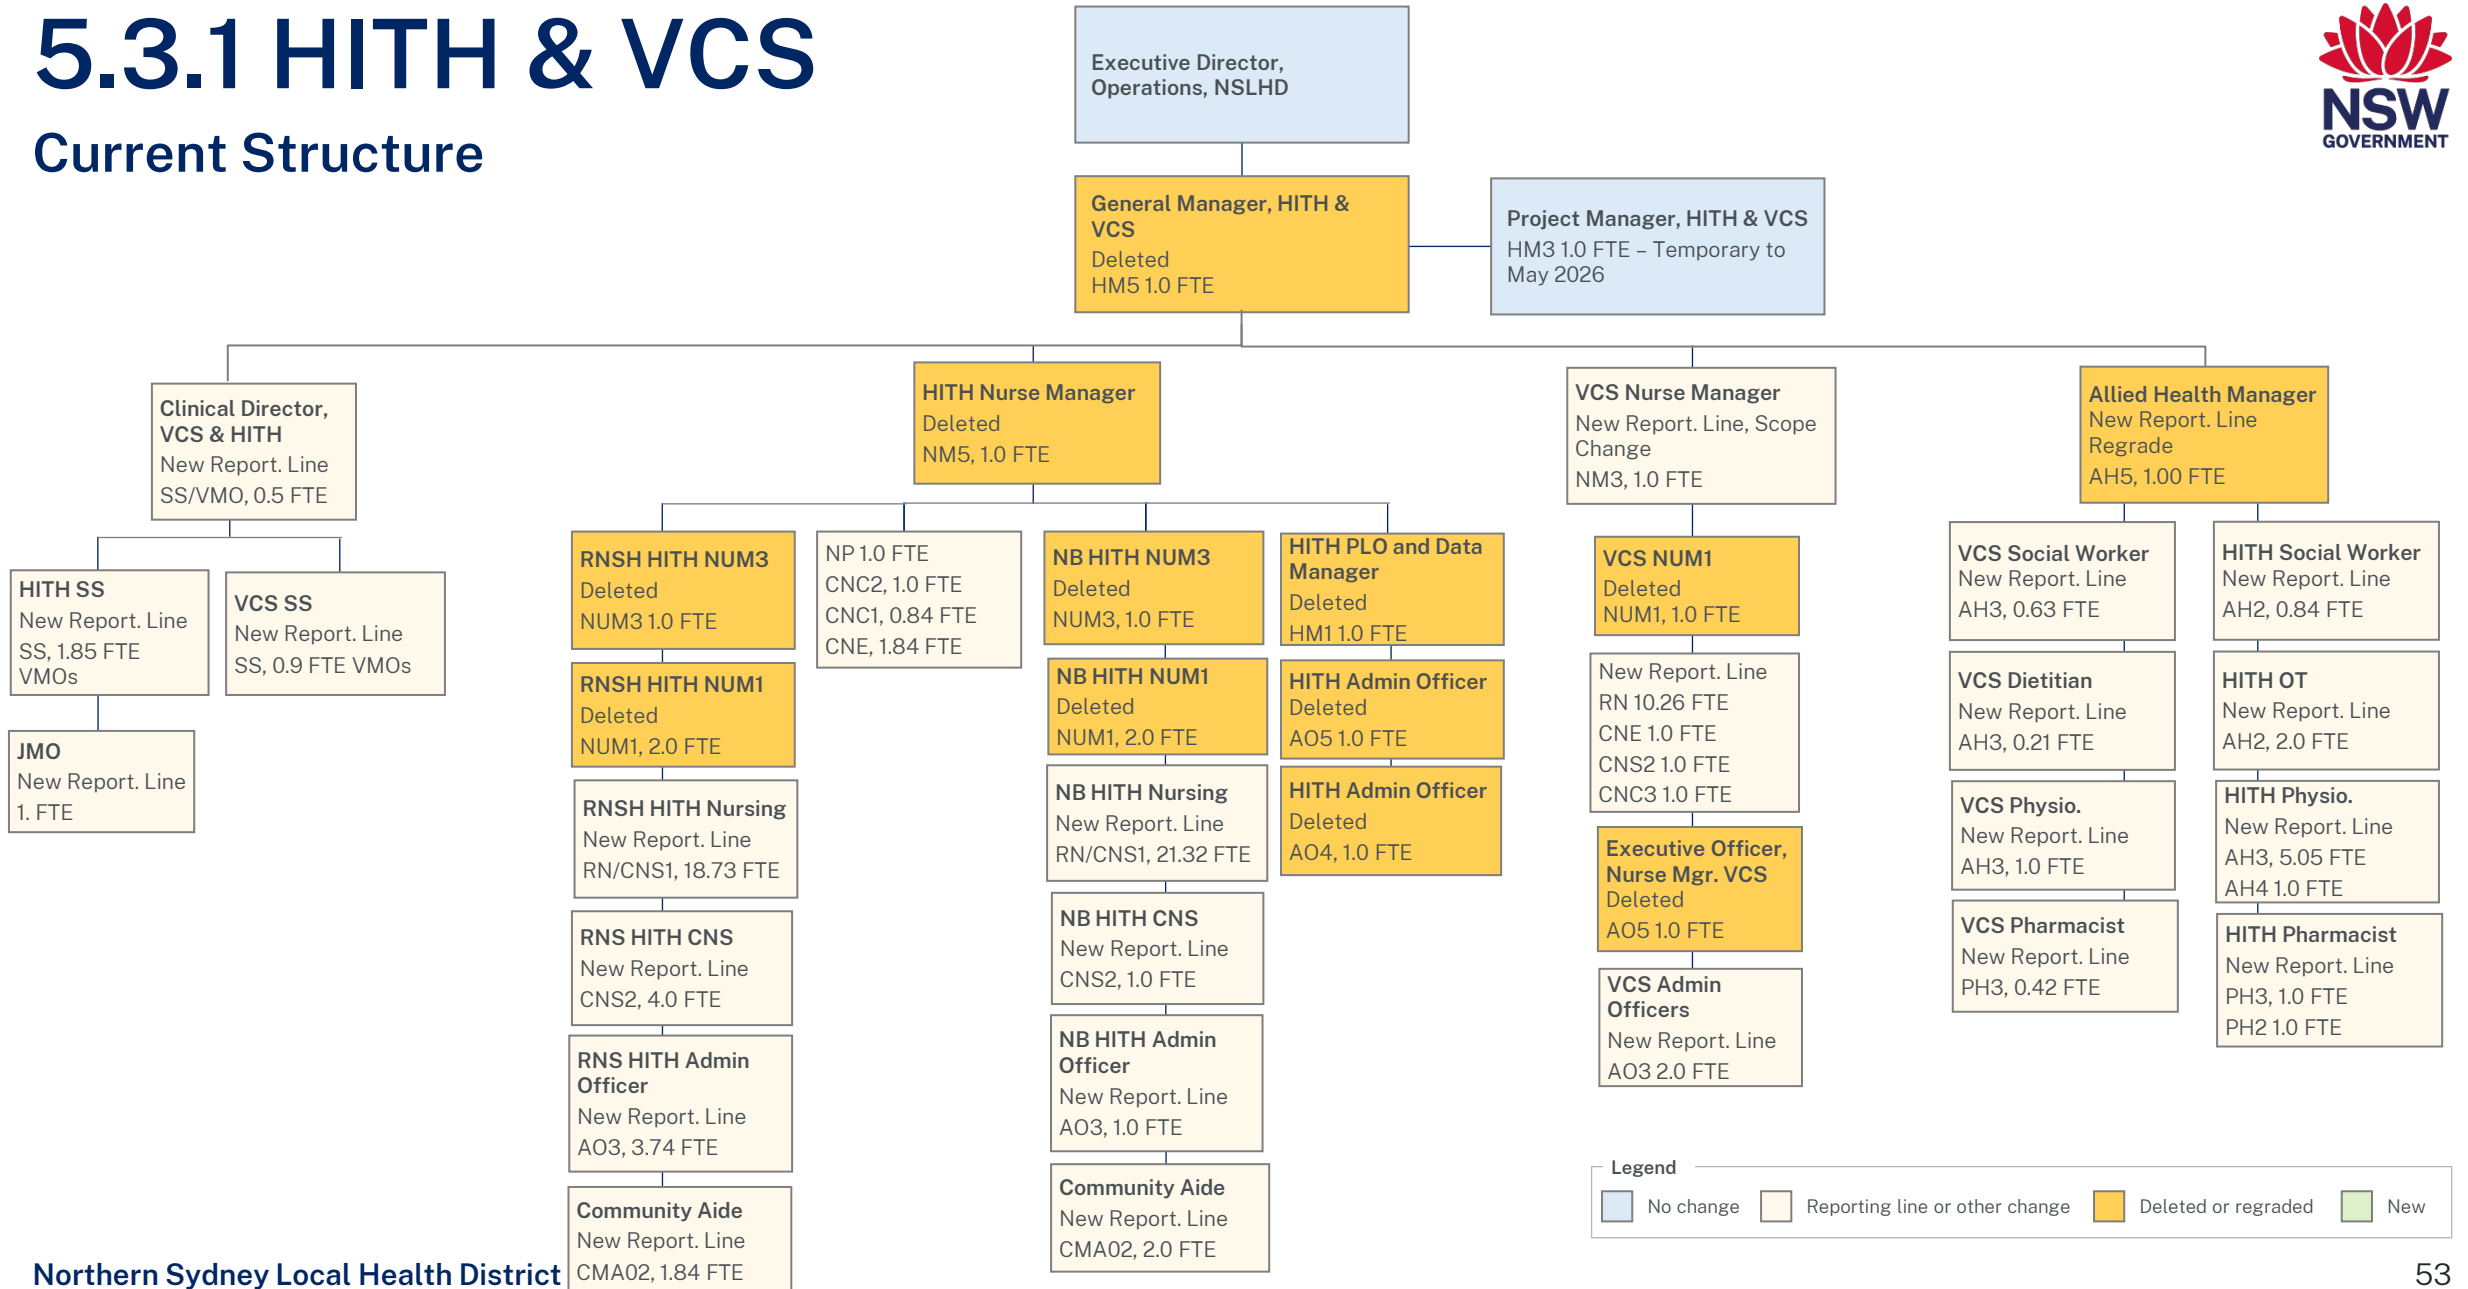 5.3.1 HITH & VCS
Current Structure
NSW
GOVERNMENT
Executive Director,
Operations, NSLHD
General Manager, HITH &
VCS
Deleted
HM5 1.0 FTE
Project Manager, HITH & VCS
HM3 1.0 FTE – Temporary to
May 2026
Clinical Director,
VCS & HITH
New Report. Line
SS/VMO, 0.5 FTE
HITH SS
New Report. Line
SS, 1.85 FTE
VMOs
VCS SS
New Report. Line
SS, 0.9 FTE VMOs
JMO
New Report. Line
1. FTE
HITH Nurse Manager
Deleted
NM5, 1.0 FTE
RNSH HITH NUM3
Deleted
NUM3 1.0 FTE
RNSH HITH NUM1
Deleted
NUM1, 2.0 FTE
RNSH HITH Nursing
New Report. Line
RN/CNS1, 18.73 FTE
RNS HITH CNS
New Report. Line
CNS2, 4.0 FTE
RNS HITH Admin
Officer
New Report. Line
AO3, 3.74 FTE
Community Aide
New Report. Line
CMA02, 1.84 FTE
NP 1.0 FTE
CNC2, 1.0 FTE
CNC1, 0.84 FTE
CNE, 1.84 FTE
NB HITH NUM3
Deleted
NUM3, 1.0 FTE
NB HITH NUM1
Deleted
NUM1, 2.0 FTE
NB HITH Nursing
New Report. Line
RN/CNS1, 21.32 FTE
NB HITH CNS
New Report. Line
CNS2, 1.0 FTE
NB HITH Admin
Officer
New Report. Line
AO3, 1.0 FTE
Community Aide
New Report. Line
CMA02, 2.0 FTE
HITH PLO and Data
Manager
Deleted
HM1 1.0 FTE
HITH Admin Officer
Deleted
AO5 1.0 FTE
HITH Admin Officer
Deleted
AO4, 1.0 FTE
VCS Nurse Manager
New Report. Line, Scope
Change
NM3, 1.0 FTE
VCS NUM1
Deleted
NUM1, 1.0 FTE
New Report. Line
RN 10.26 FTE
CNE 1.0 FTE
CNS2 1.0 FTE
CNC3 1.0 FTE
Executive Officer,
Nurse Mgr. VCS
Deleted
AO5 1.0 FTE
VCS Admin
Officers
New Report. Line
AO3 2.0 FTE
Allied Health Manager
New Report. Line
Regrade
AH5, 1.00 FTE
VCS Social Worker
New Report. Line
AH3, 0.63 FTE
VCS Dietitian
New Report. Line
AH3, 0.21 FTE
VCS Physio.
New Report. Line
AH3, 1.0 FTE
VCS Pharmacist
New Report. Line
PH3, 0.42 FTE
HITH Social Worker
New Report. Line
AH2, 0.84 FTE
HITH OT
New Report. Line
AH2, 2.0 FTE
HITH Physio.
New Report. Line
AH3, 5.05 FTE
AH4 1.0 FTE
HITH Pharmacist
New Report. Line
PH3, 1.0 FTE
PH2 1.0 FTE
Legend
No change
Reporting line or other change
Deleted or regraded
New
Northern Sydney Local Health District
53